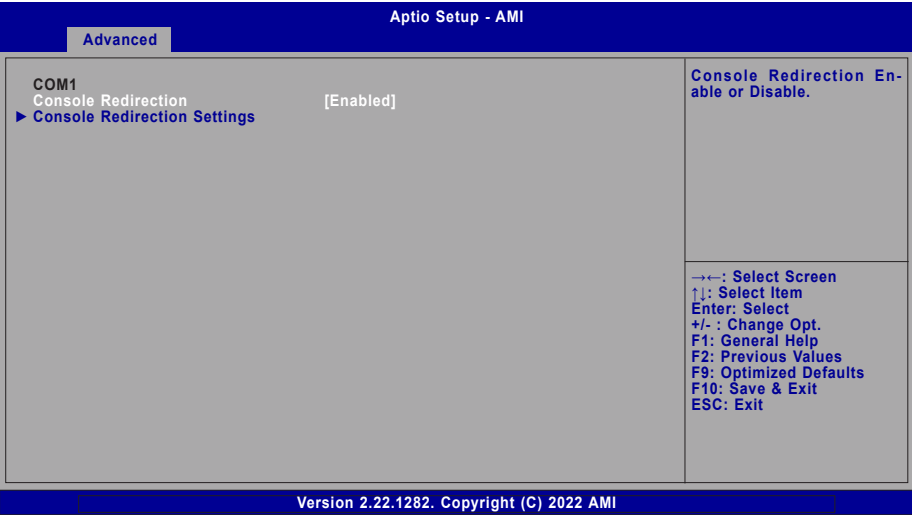 Aptio Setup - AMI
Advanced
COM1
Console Redirection [Enabled]
► Console Redirection Settings
Console Redirection En-
able or Disable.
→←: Select Screen
↑↓: Select Item
Enter: Select
+/- : Change Opt.
F1: General Help
F2: Previous Values
F9: Optimized Defaults
F10: Save & Exit
ESC: Exit
Version 2.22.1282. Copyright (C) 2022 AMI